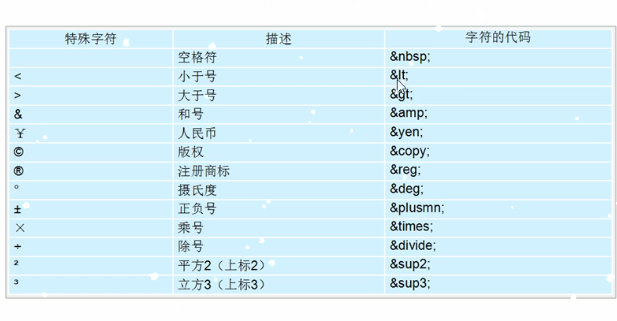 特殊字符 描述 字符的代码
空格符 &nbsp;
< 小于号 &lt;
> 大于号 &gt;
& 和号 &amp;
￥ 人民币 &yen;
© 版权 &copy;
® 注册商标 &reg;
° 摄氏度 &deg;
± 正负号 &plusmn;
× 乘号 &times;
÷ 除号 &divide;
² 平方2（上标2） &sup2;
³ 立方3（上标3） &sup3;